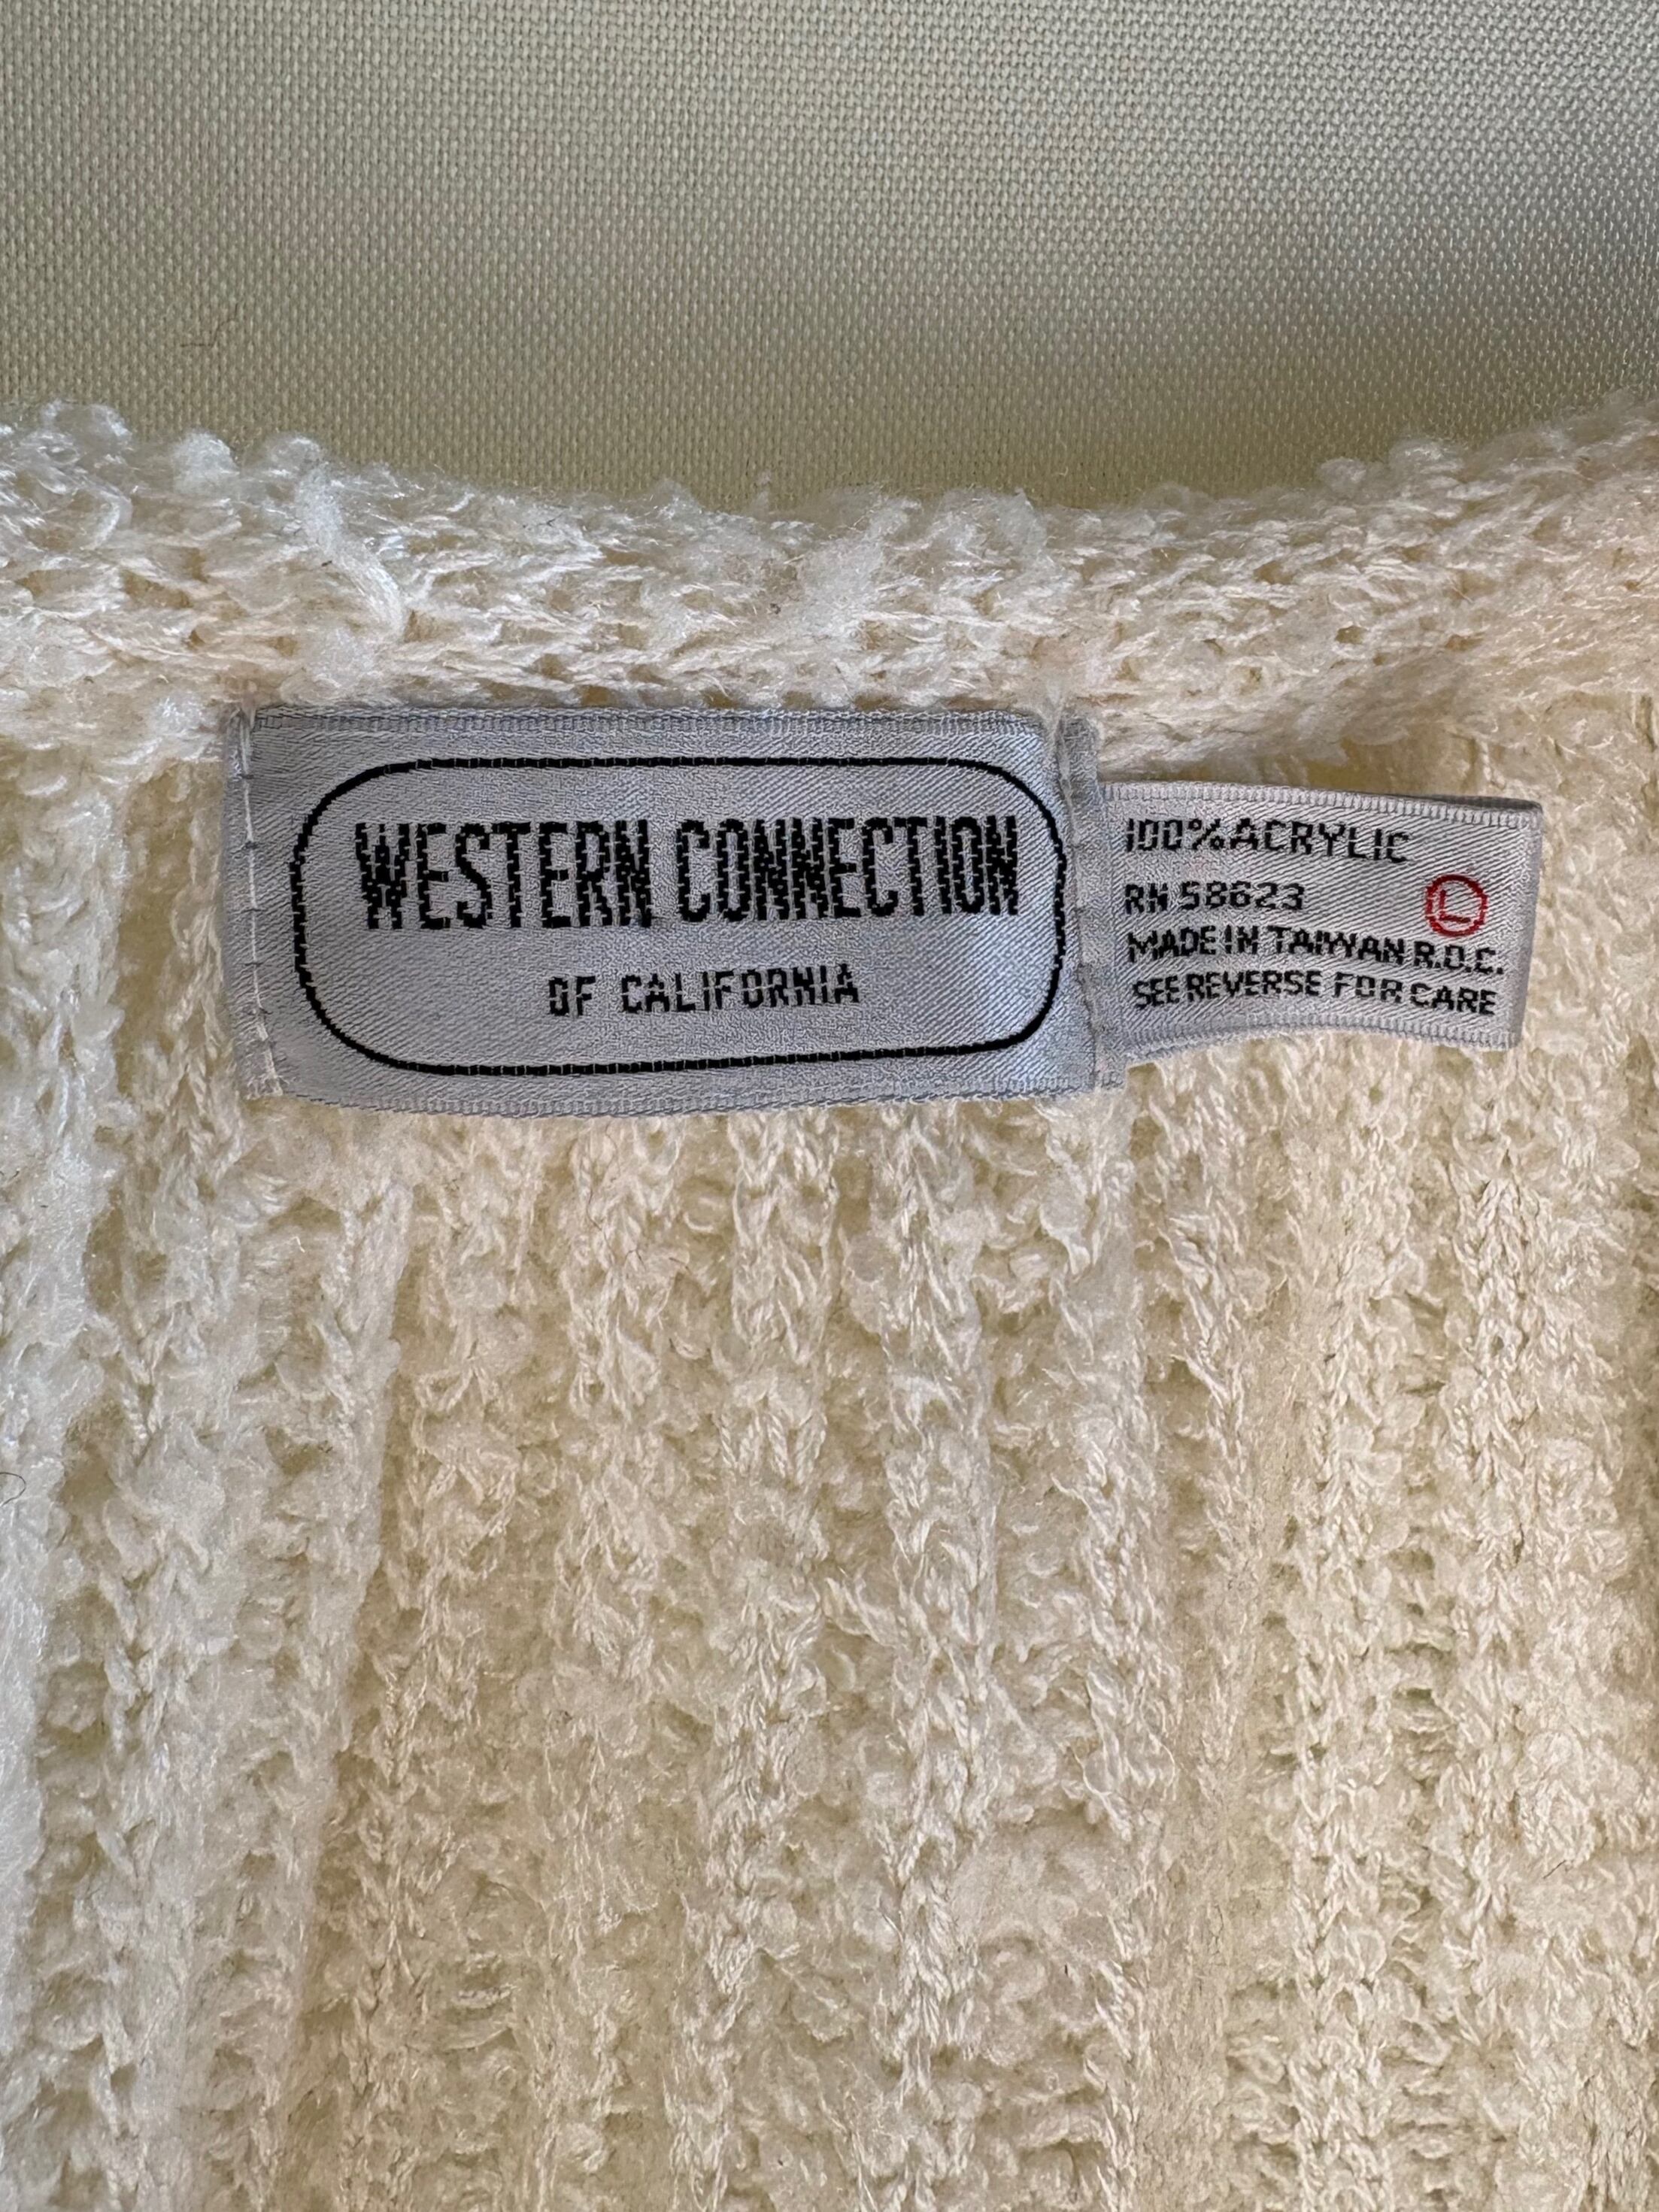 WESTERN CONNECTION
OF CALIFORNIA
100% ACRYLIC
RN 58623
L
MADE IN TAIWAN R.O.C.
SEE REVERSE FOR CARE